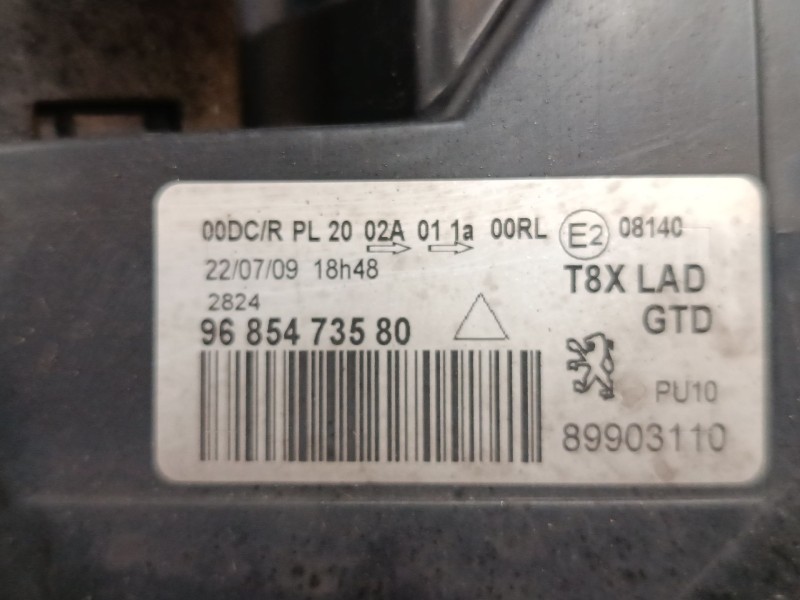 00DC/R PL 20 02A 01 1a 00RL E2 08140
22/07/09 18h48 T8X LAD
2824 GTD
96 854 735 80
PU10
89903110